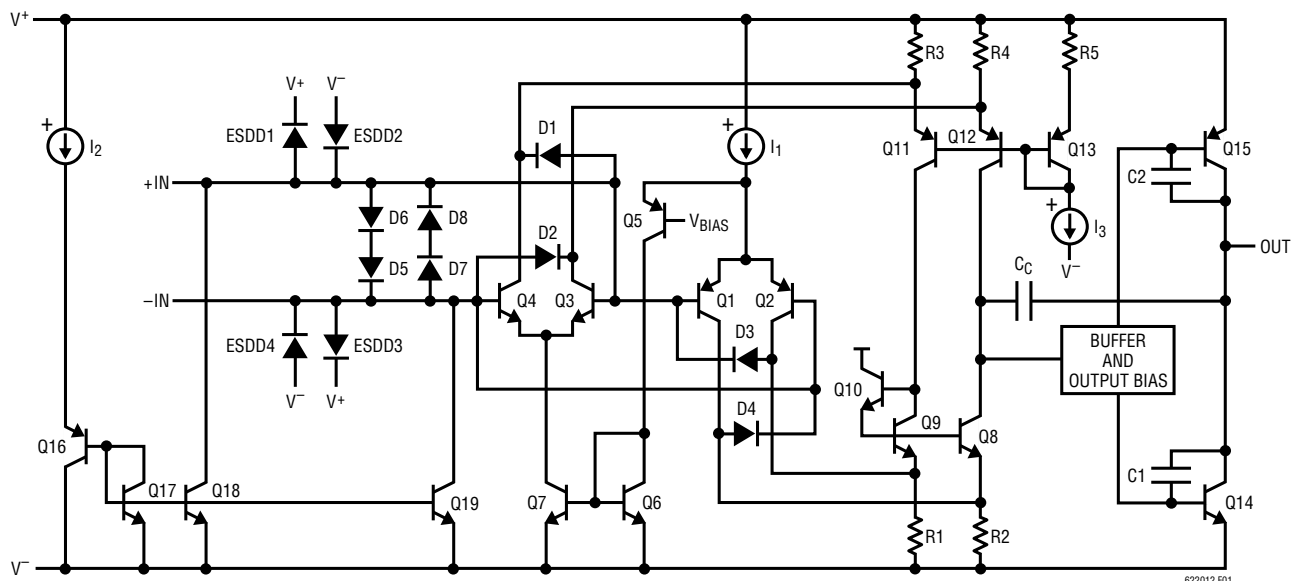 V+
R3
R4
R5
V+
V−
+
I2
ESDD1
ESDD2
D1
+
I1
Q11
Q12
Q13
Q15
C2
+IN
D6
D8
Q5
VBIAS
+
I3
V−
OUT
D2
D5
D7
CC
−IN
Q4
Q3
Q1
Q2
ESDD4
ESDD3
D3
BUFFER
AND
OUTPUT BIAS
V−
V+
Q10
D4
Q9
Q8
Q16
C1
Q17
Q18
Q19
Q7
Q6
Q14
R1
R2
V−
622012 F01